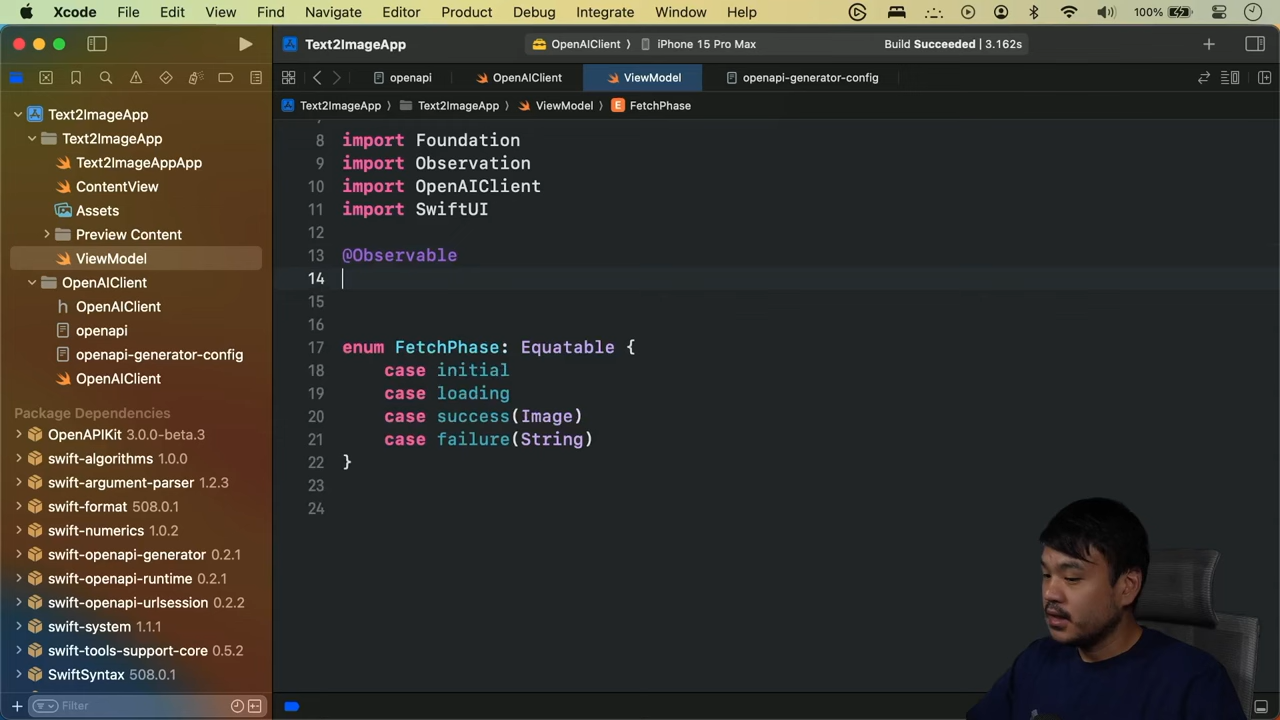 Xcode File Edit View Find Navigate Editor Product Debug Integrate Window Help 100%
Text2ImageApp OpenAIClient iPhone 15 Pro Max Build Succeeded | 3.162s
openapi OpenAIClient ViewModel openapi-generator-config
Text2ImageApp Text2ImageApp ViewModel E FetchPhase
Text2ImageApp
Text2ImageApp
Text2ImageAppApp
ContentView
Assets
Preview Content
ViewModel
OpenAIClient
h OpenAIClient
openapi
openapi-generator-config
OpenAIClient
Package Dependencies
OpenAPIKit 3.0.0-beta.3
swift-algorithms 1.0.0
swift-argument-parser 1.2.3
swift-format 508.0.1
swift-numerics 1.0.2
swift-openapi-generator 0.2.1
swift-openapi-runtime 0.2.1
swift-openapi-urlsession 0.2.2
swift-system 1.1.1
swift-tools-support-core 0.5.2
SwiftSyntax 508.0.1
Filter
8 import Foundation
9 import Observation
10 import OpenAIClient
11 import SwiftUI
12
13 @Observable
14
15
16
17 enum FetchPhase: Equatable {
18 case initial
19 case loading
20 case success(Image)
21 case failure(String)
22 }
23
24